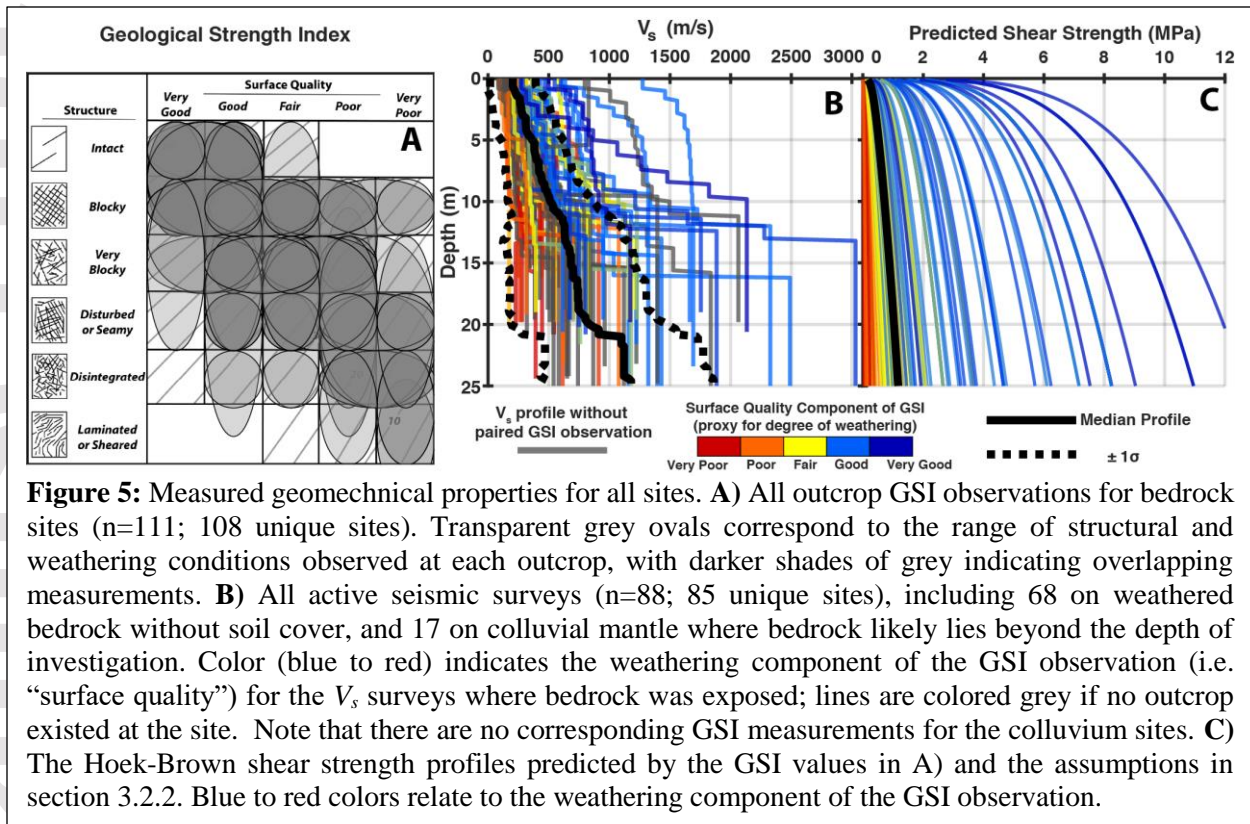 Geological Strength Index
Surface Quality
Structure
Very Good
Good
Fair
Poor
Very Poor
A
Intact
Blocky
Very Blocky
Disturbed or Seamy
Disintegrated
Laminated or Sheared
10
Vs (m/s)
0 500 1000 1500 2000 2500 3000
B
Depth (m)
0
5
10
15
20
25
Predicted Shear Strength (MPa)
0 2 4 6 8 10 12
C
Vs profile without
paired GSI observation
Surface Quality Component of GSI
(proxy for degree of weathering)
Very Poor Poor Fair Good Very Good
Median Profile
± 1σ
Figure 5: Measured geomechnical properties for all sites. A) All outcrop GSI observations for bedrock
sites (n=111; 108 unique sites). Transparent grey ovals correspond to the range of structural and
weathering conditions observed at each outcrop, with darker shades of grey indicating overlapping
measurements. B) All active seismic surveys (n=88; 85 unique sites), including 68 on weathered
bedrock without soil cover, and 17 on colluvial mantle where bedrock likely lies beyond the depth of
investigation. Color (blue to red) indicates the weathering component of the GSI observation (i.e.
“surface quality”) for the Vs surveys where bedrock was exposed; lines are colored grey if no outcrop
existed at the site. Note that there are no corresponding GSI measurements for the colluvium sites. C)
The Hoek-Brown shear strength profiles predicted by the GSI values in A) and the assumptions in
section 3.2.2. Blue to red colors relate to the weathering component of the GSI observation.